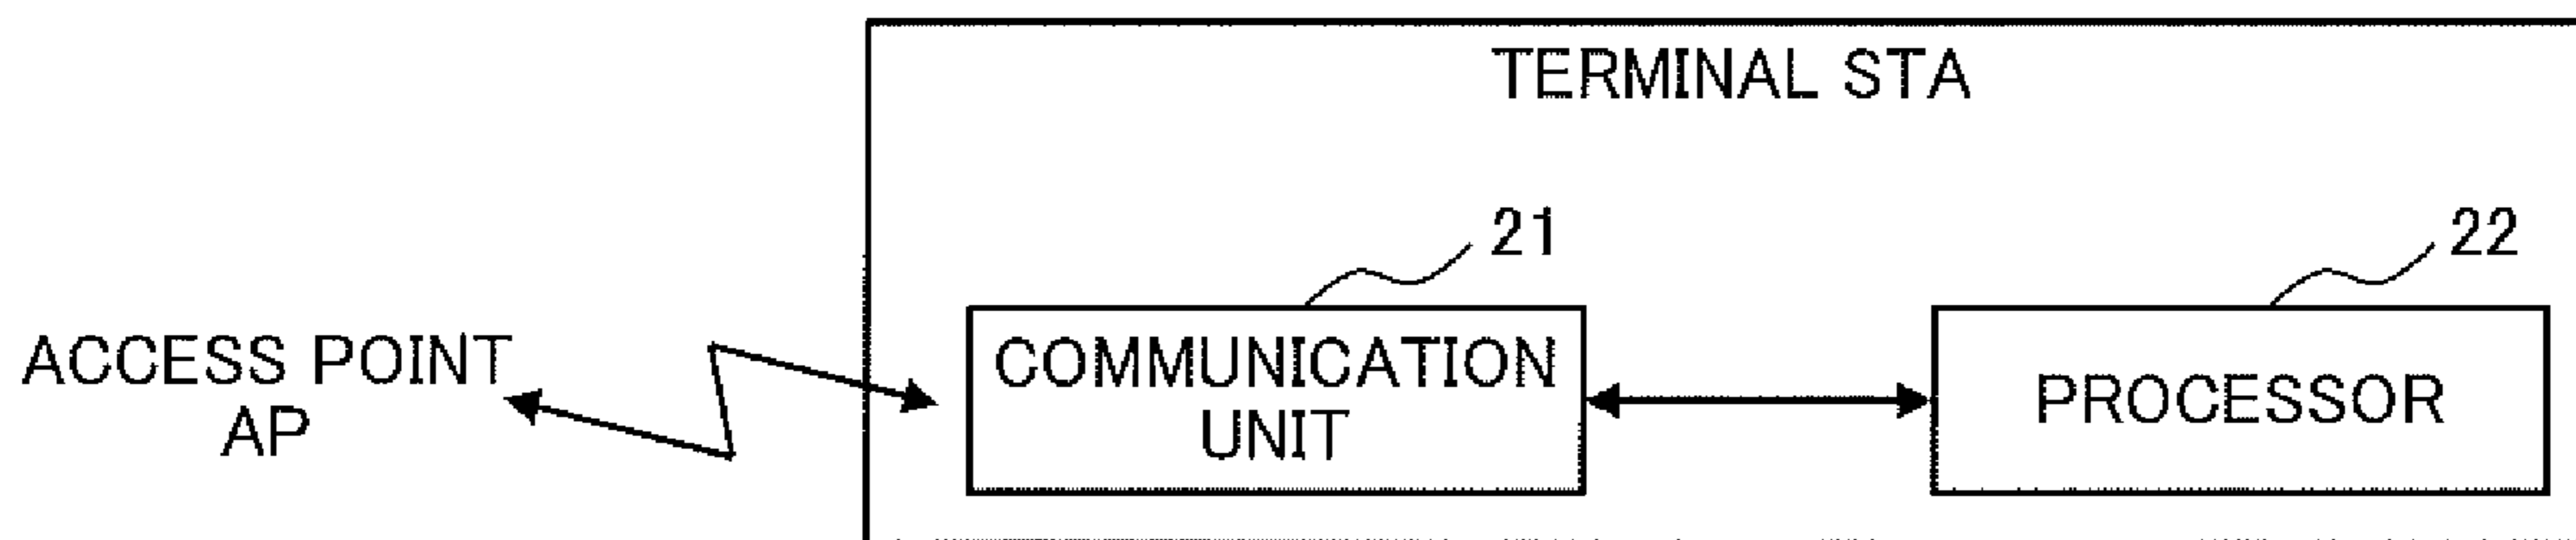 TERMINAL STA
21
22
ACCESS POINT
AP
COMMUNICATION
UNIT
PROCESSOR